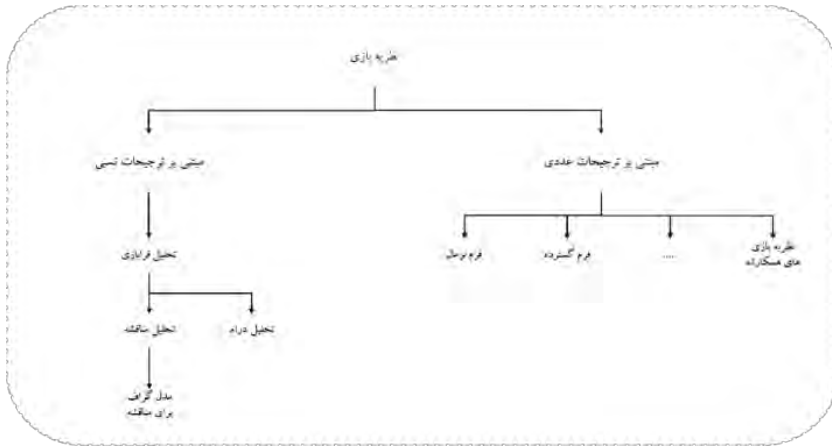 نظریه بازی
مبتنی بر ترجیحات عددی
مبتنی بر ترجیحات نسبی
نظریه بازی
های همکارانه
....
فرم گسترده
فرم نرمال
تحلیل فرابازی
تحلیل درام
تحلیل مناقشه
مدل گراف
برای مناقشه